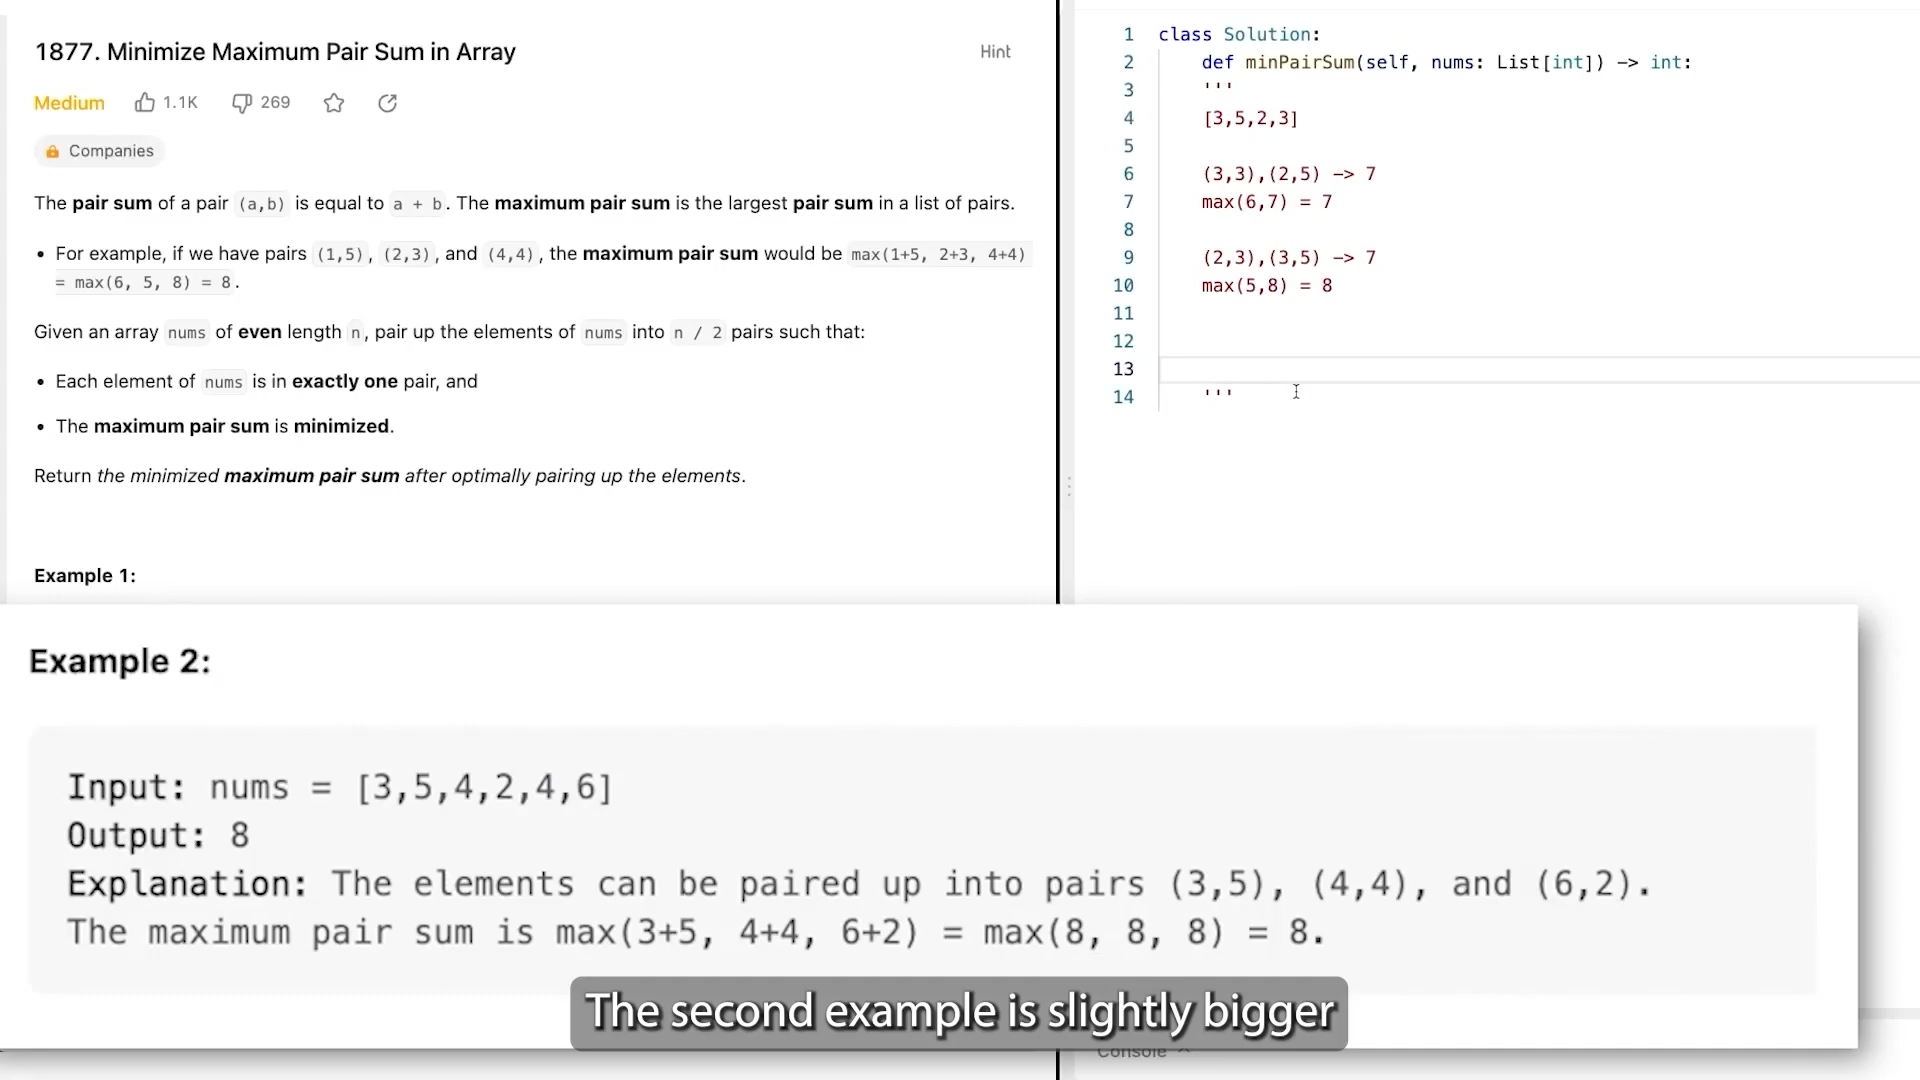 1877. Minimize Maximum Pair Sum in Array
Hint
Medium 1.1K 269
Companies
The pair sum of a pair (a,b) is equal to a + b. The maximum pair sum is the largest pair sum in a list of pairs.
• For example, if we have pairs (1,5), (2,3), and (4,4), the maximum pair sum would be max(1+5, 2+3, 4+4)
= max(6, 5, 8) = 8.
Given an array nums of even length n, pair up the elements of nums into n / 2 pairs such that:
• Each element of nums is in exactly one pair, and
• The maximum pair sum is minimized.
Return the minimized maximum pair sum after optimally pairing up the elements.
Example 1:
1 class Solution:
2 def minPairSum(self, nums: List[int]) -> int:
3 '''
4 [3,5,2,3]
5
6 (3,3),(2,5) -> 7
7 max(6,7) = 7
8
9 (2,3),(3,5) -> 7
10 max(5,8) = 8
11
12
13
14 '''
Example 2:
Input: nums = [3,5,4,2,4,6]
Output: 8
Explanation: The elements can be paired up into pairs (3,5), (4,4), and (6,2).
The maximum pair sum is max(3+5, 4+4, 6+2) = max(8, 8, 8) = 8.
The second example is slightly bigger
Console